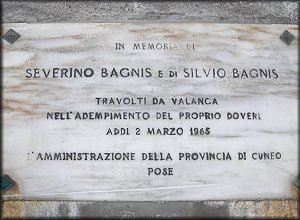 IN MEMORIA DI
SEVERINO BAGNIS E DI SILVIO BAGNIS
TRAVOLTI DA VALANGA
NELL'ADEMPIMENTO DEL PROPRIO DOVERE
ADDÌ 2 MARZO 1965
L'AMMINISTRAZIONE DELLA PROVINCIA DI CUNEO
POSE